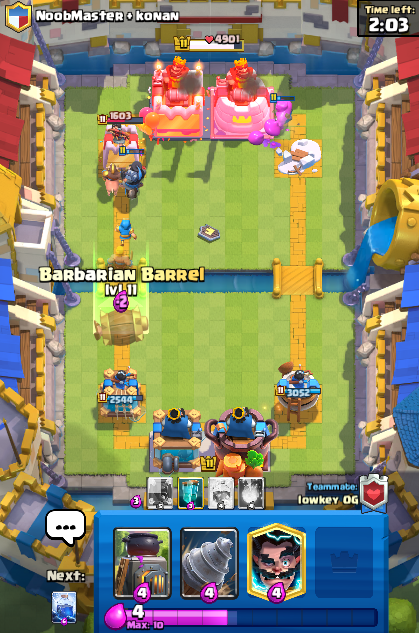 NoobMaster + konan
Time left:
2:03
4901
1603
Barbarian Barrel
lvl 11
-2
2544
3052
Teammate:
lowkey OG
...
Next:
4
4
4
4
Max: 10